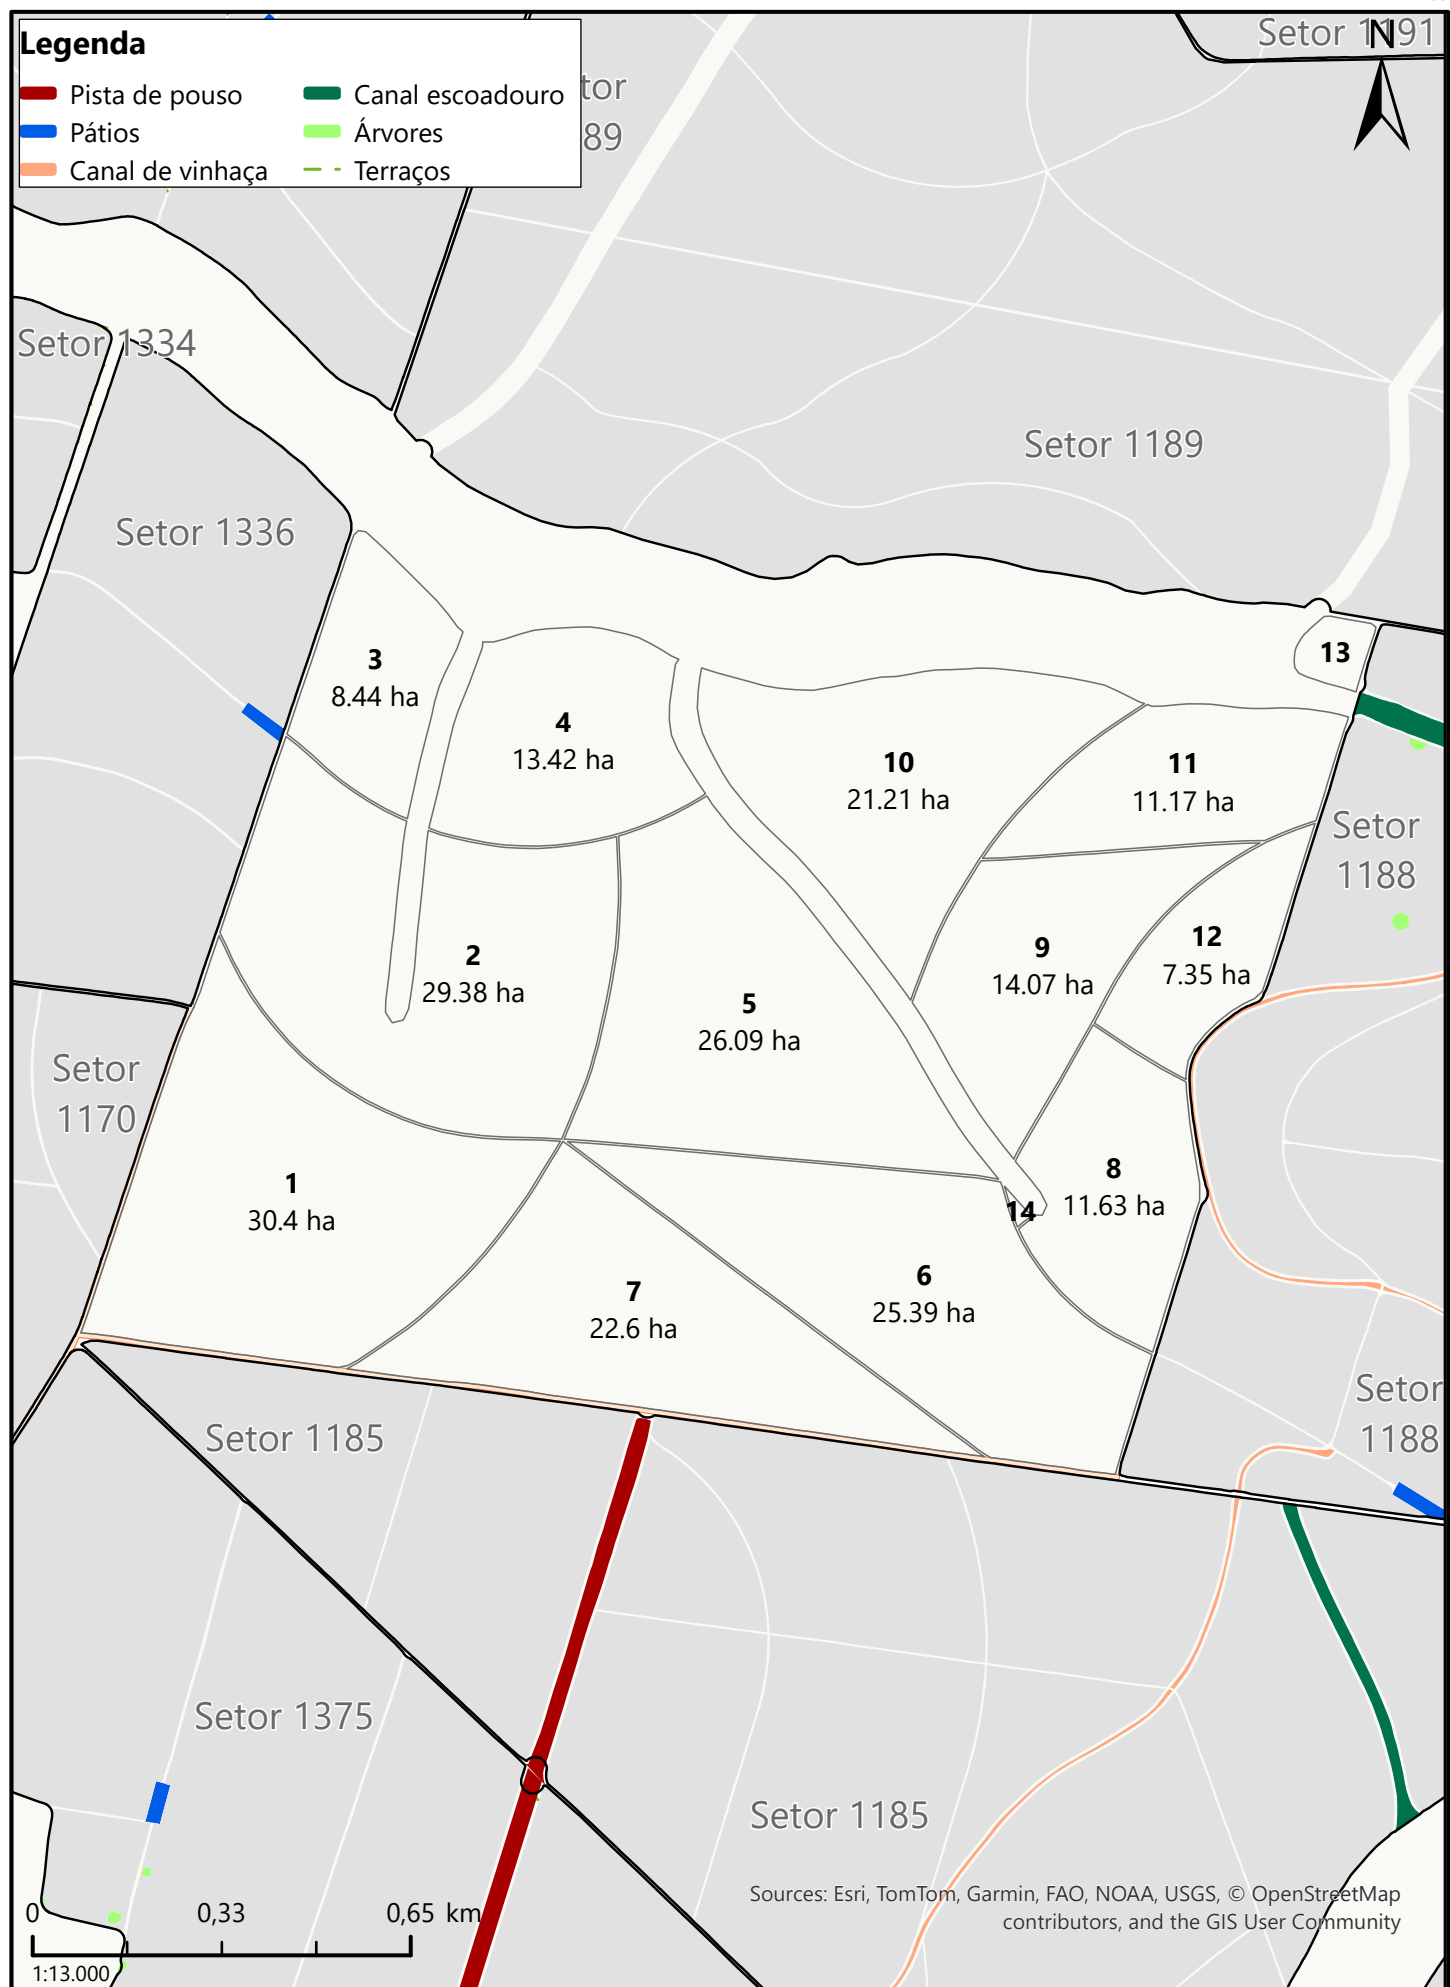 Setor 1191
N
Legenda
Pista de pouso
Canal escoadouro
Pátios
Árvores
Canal de vinhaça
Terraços
tor
89
Setor 1334
Setor 1189
Setor 1336
13
3
8.44 ha
4
13.42 ha
10
21.21 ha
11
11.17 ha
Setor
1188
2
29.38 ha
5
26.09 ha
9
14.07 ha
12
7.35 ha
Setor
1170
1
30.4 ha
14
8
11.63 ha
7
22.6 ha
6
25.39 ha
Setor
1188
Setor 1185
Setor 1375
Setor 1185
0
0,33
0,65 km
1:13.000
Sources: Esri, TomTom, Garmin, FAO, NOAA, USGS, © OpenStreetMap
contributors, and the GIS User Community